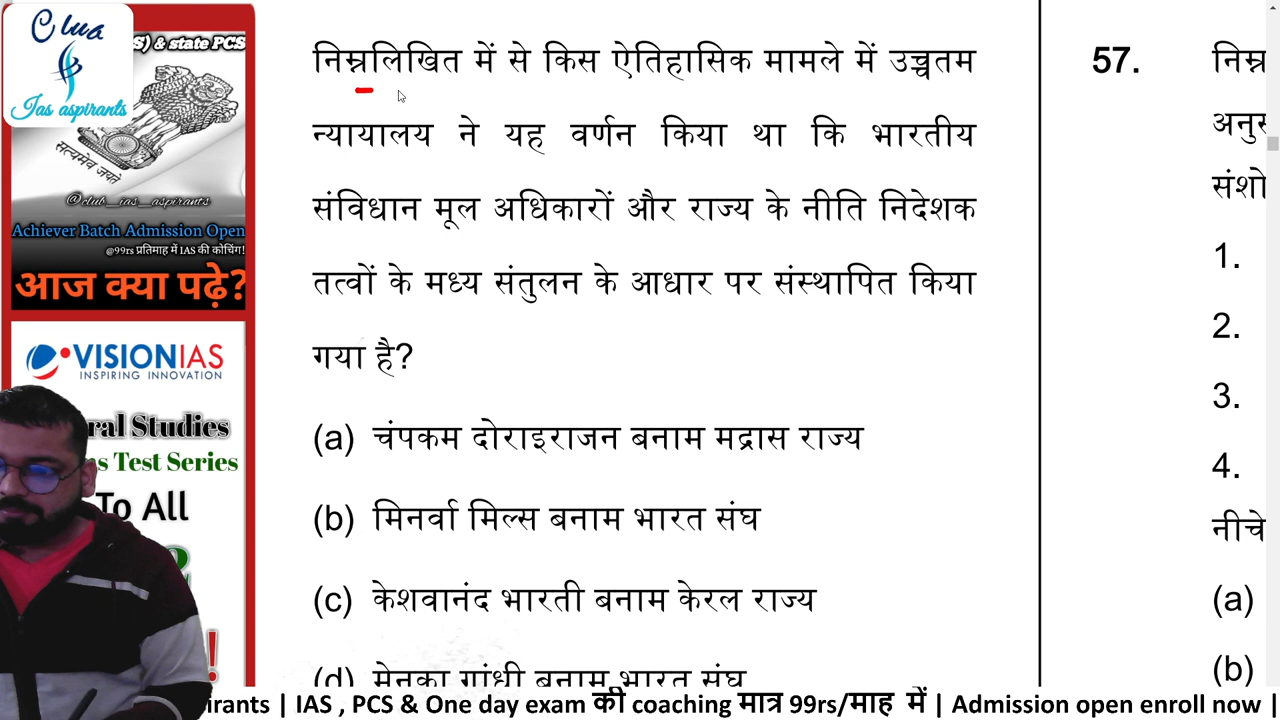 Clua
Ias aspirants
S) & state PCS
सत्यमेव जयते
@club_ias_aspirants
Achiever Batch Admission Open
@99rs प्रतिमाह में IAS की कोचिंग!
आज क्या पढ़े?
VISIONIAS
INSPIRING INNOVATION
ral Studies
s Test Series
To All
!
निम्नलिखित में से किस ऐतिहासिक मामले में उच्चतम
न्यायालय ने यह वर्णन किया था कि भारतीय
संविधान मूल अधिकारों और राज्य के नीति निदेशक
तत्वों के मध्य संतुलन के आधार पर संस्थापित किया
गया है?
(a) चंपकम दोराइराजन बनाम मद्रास राज्य
(b) मिनर्वा मिल्स बनाम भारत संघ
(c) केशवानंद भारती बनाम केरल राज्य
(d) मेनका गांधी बनाम भारत संघ
57. निम्न
अनुस
संशो
1.
2.
3.
4.
नीचे
(a)
(b)
pirants | IAS , PCS & One day exam की coaching मात्र 99rs/माह में | Admission open enroll now |